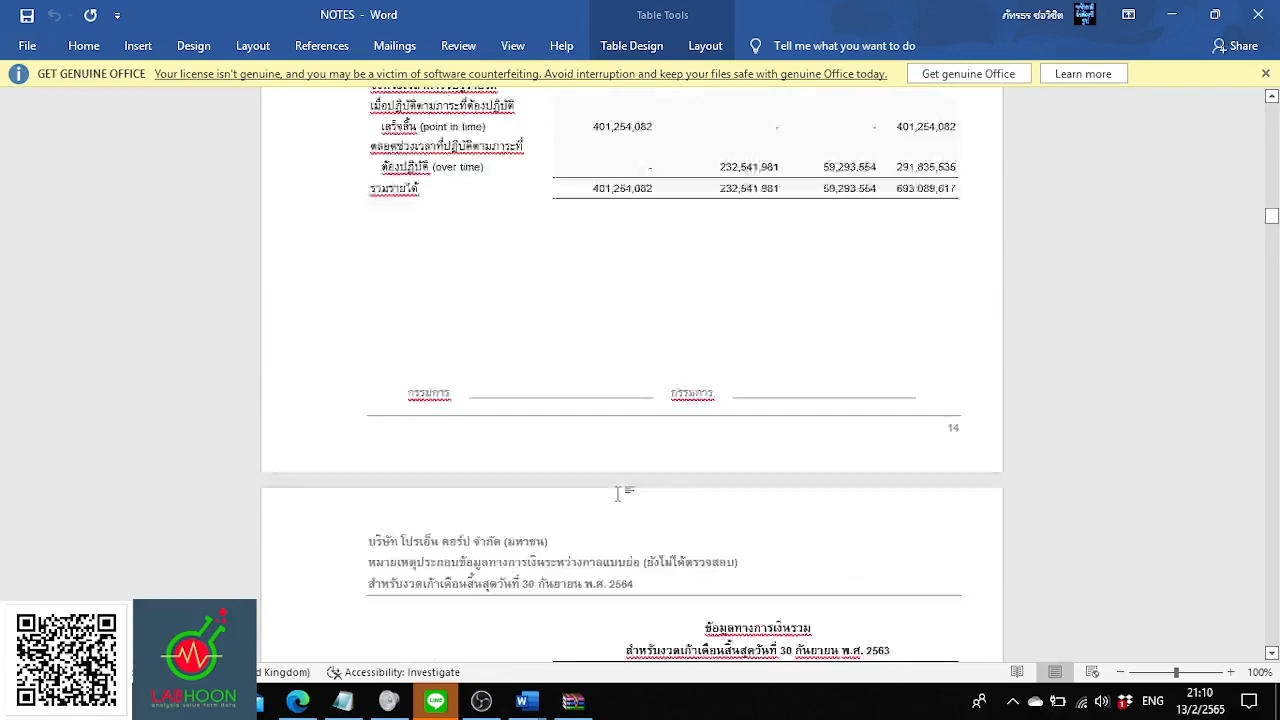 NOTES - Word
Table Tools
ภัทรธร ช่อวิชิต
File Home Insert Draw Design Layout References Mailings Review View Help Table Design Layout Tell me what you want to do Share
GET GENUINE OFFICE Your license isn't genuine, and you may be a victim of software counterfeiting. Avoid interruption and keep your files safe with genuine Office today. Get genuine Office Learn more
เมื่อปฏิบัติตามภาระที่ต้องปฏิบัติ
เสร็จสิ้น (point in time) 401,254,082 - - 401,254,082
ตลอดช่วงเวลาที่ปฏิบัติตามภาระที่
ต้องปฏิบัติ (over time) - 232,541,981 59,293,554 291,835,535
รวมรายได้ 401,254,082 232,541,981 59,293,554 693,089,617
กรรมการ กรรมการ
14
บริษัท โปรเอ็น คอร์ป จำกัด (มหาชน)
หมายเหตุประกอบข้อมูลทางการเงินระหว่างกาลแบบย่อ (ยังไม่ได้ตรวจสอบ)
สำหรับงวดเก้าเดือนสิ้นสุดวันที่ 30 กันยายน พ.ศ. 2564
ข้อมูลทางการเงินรวม
สำหรับงวดเก้าเดือนสิ้นสุดวันที่ 30 กันยายน พ.ศ. 2563
LABHOON
analysis value form data
Kingdom) Accessibility: Investigate 100%
ENG 21:10
13/2/2565